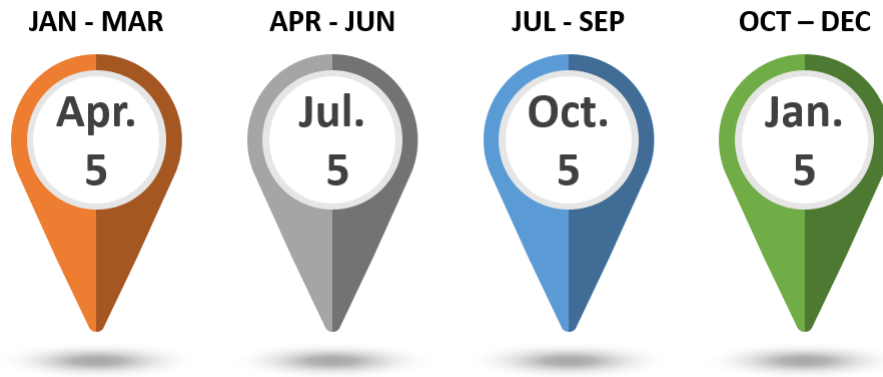 JAN - MAR
APR - JUN
JUL - SEP
OCT – DEC
Apr.
5
Jul.
5
Oct.
5
Jan.
5